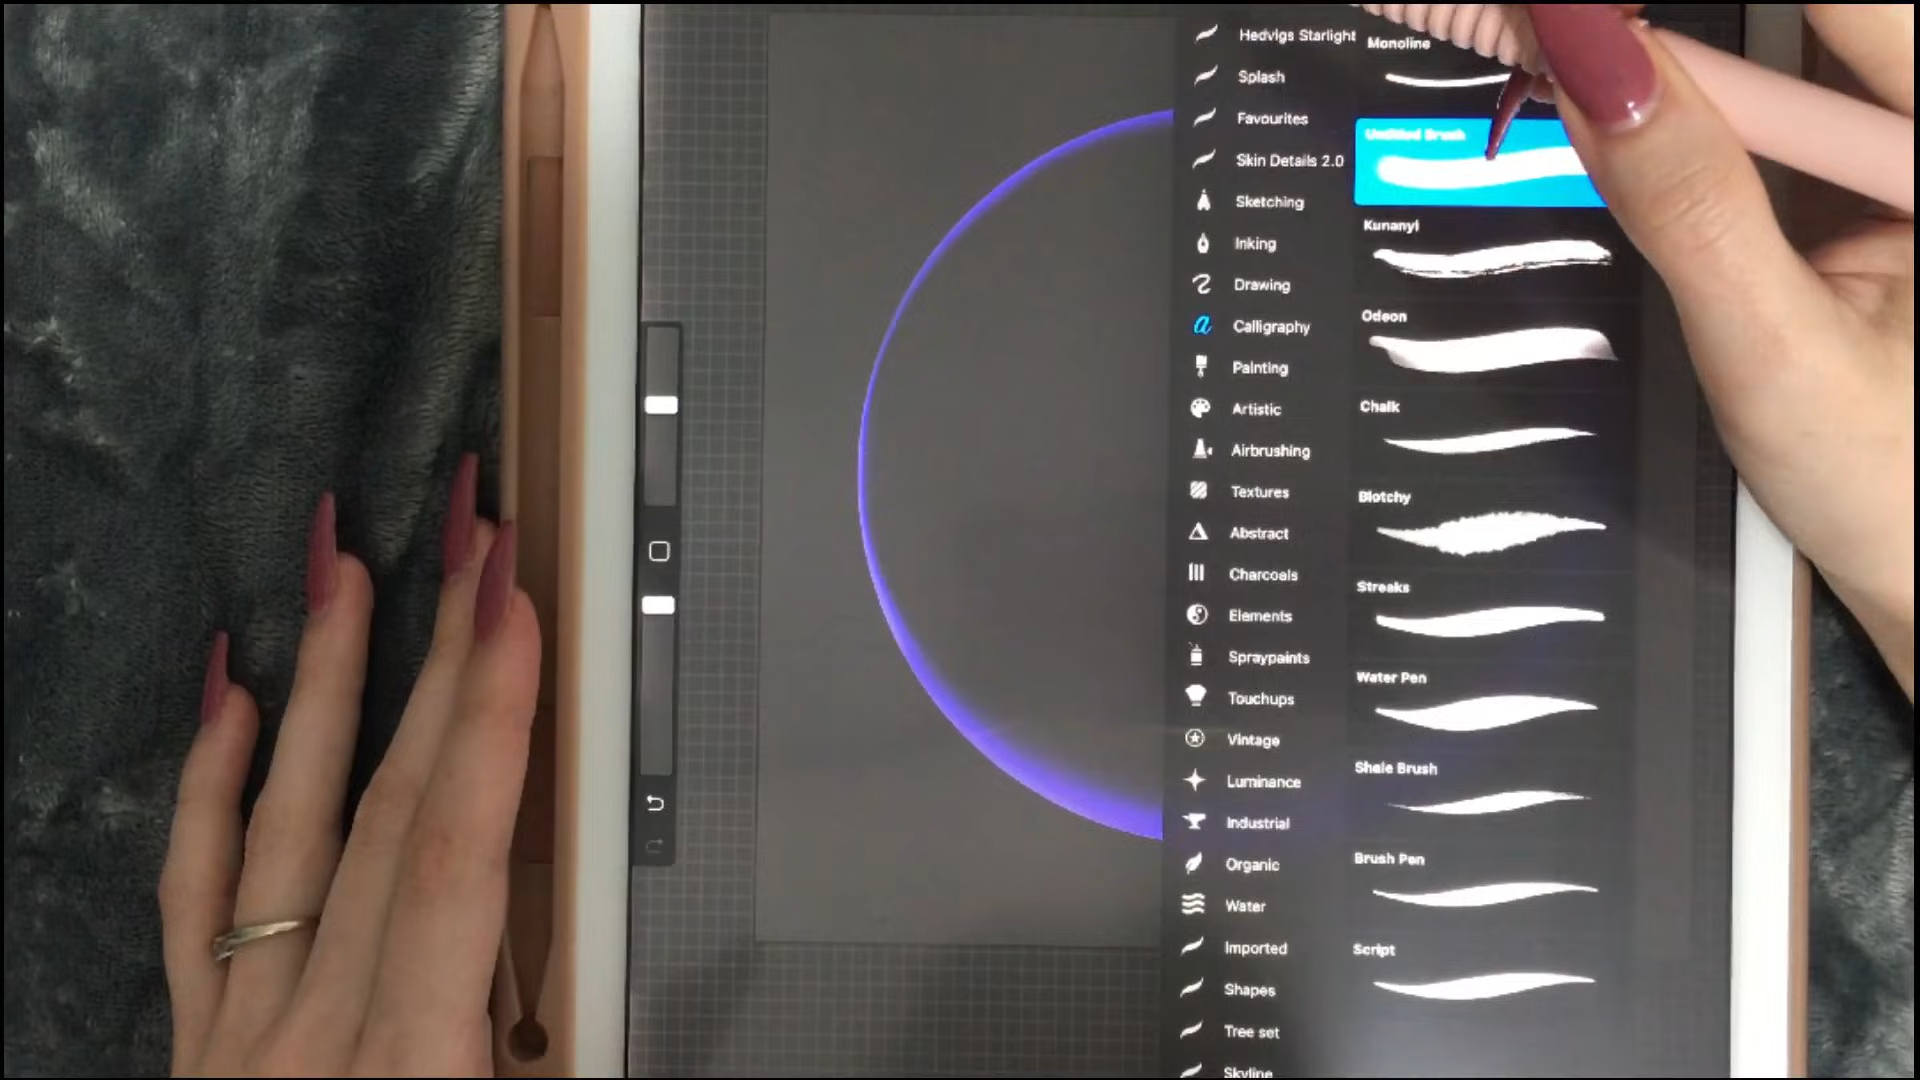 Hedvigs Starlight
Splash
Favourites
Skin Details 2.0
Sketching
Inking
Drawing
Calligraphy
Painting
Artistic
Airbrushing
Textures
Abstract
Charcoals
Elements
Spraypaints
Touchups
Vintage
Luminance
Industrial
Organic
Water
Imported
Shapes
Tree set
Skyline
Monoline
Untitled Brush
Kunanyi
Odeon
Chalk
Blotchy
Streaks
Water Pen
Shale Brush
Brush Pen
Script